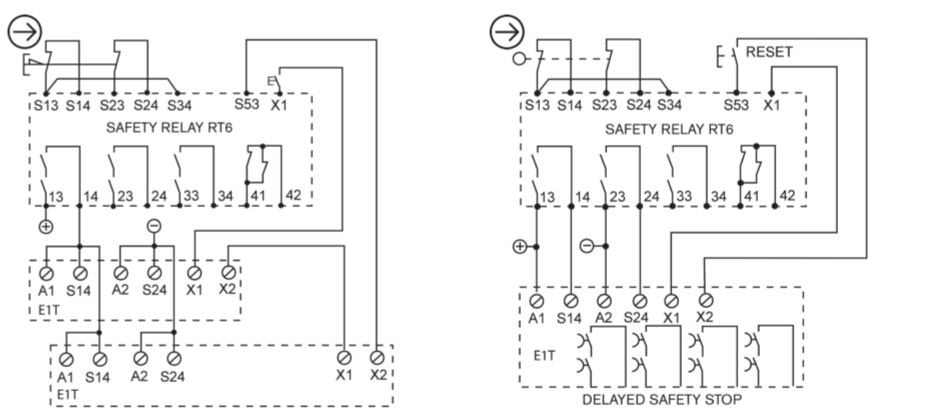 S13 S14 S23 S24 S34 S53 X1
SAFETY RELAY RT6
13 14 23 24 33 34 41 42
A1 S14 A2 S24 X1 X2
E1T
A1 S14 A2 S24 X1 X2
E1T
RESET
S13 S14 S23 S24 S34 S53 X1
SAFETY RELAY RT6
13 14 23 24 33 34 41 42
A1 S14 A2 S24 X1 X2
E1T
DELAYED SAFETY STOP